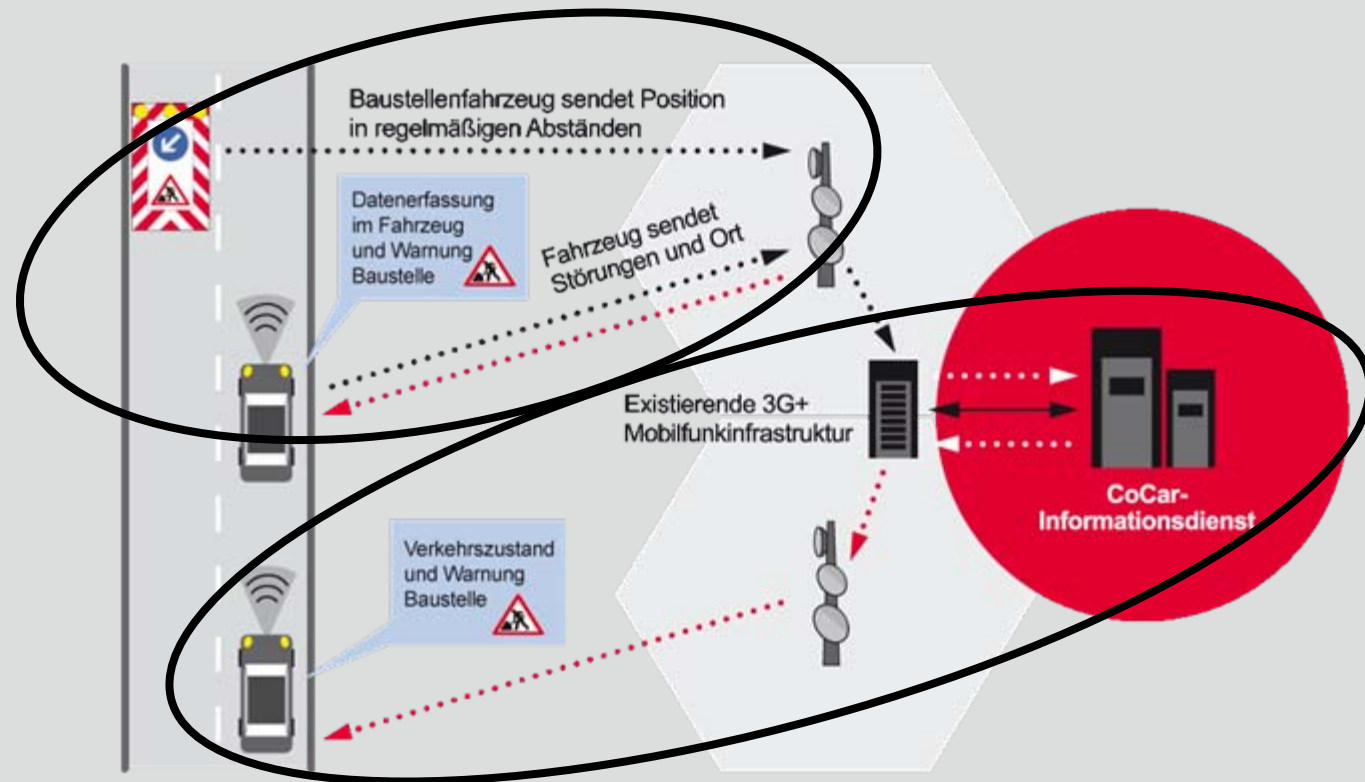 Baustellenfahrzeug sendet Position
in regelmäßigen Abständen
Datenerfassung
im Fahrzeug
und Warnung
Baustelle
Fahrzeug sendet
Störungen und Ort
Existierende 3G+
Mobilfunkinfrastruktur
CoCar-
Informationsdienst
Verkehrszustand
und Warnung
Baustelle